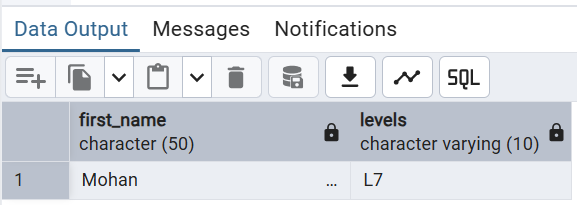 Data Output Messages Notifications
SQL
first_name levels
character (50) character varying (10)
1 Mohan ... L7